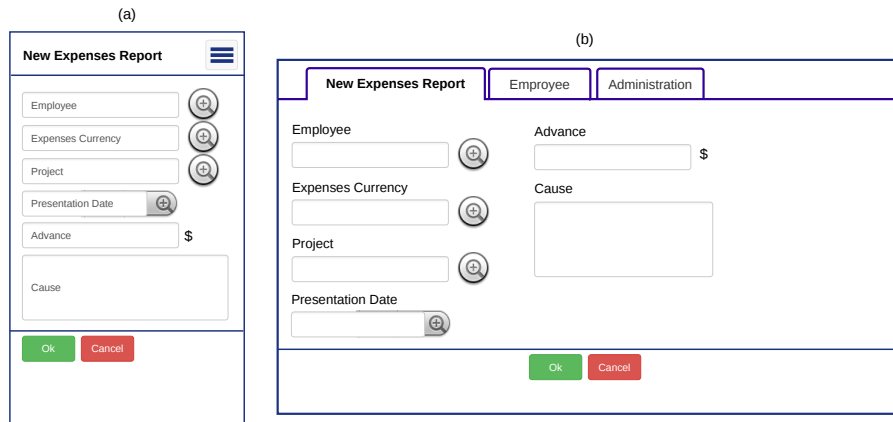 (a)
New Expenses Report
Employee
Expenses Currency
Project
Presentation Date
Advance
$
Cause
Ok
Cancel
(b)
New Expenses Report
Emproyee
Administration
Employee
Expenses Currency
Project
Presentation Date
Advance
$
Cause
Ok
Cancel